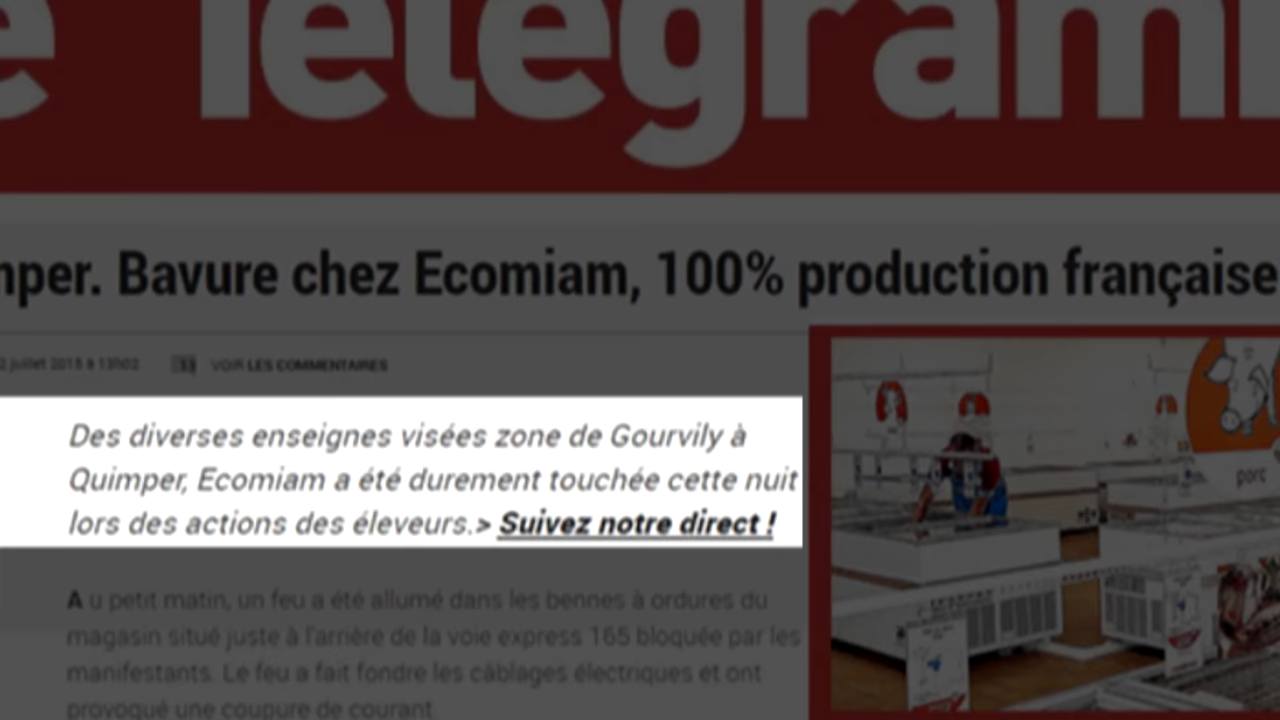 e Télégramm
mper. Bavure chez Ecomiam, 100% production française
2 juillet 2015 à 13h02 VOIR LES COMMENTAIRES
Des diverses enseignes visées zone de Gourvily à
Quimper, Ecomiam a été durement touchée cette nuit
lors des actions des éleveurs.> Suivez notre direct !
porc
A u petit matin, un feu a été allumé dans les bennes à ordures du
magasin situé juste à l'arrière de la voie express 165 bloquée par les
manifestants. Le feu a fait fondre les câblages électriques et ont
provoqué une coupure de courant.